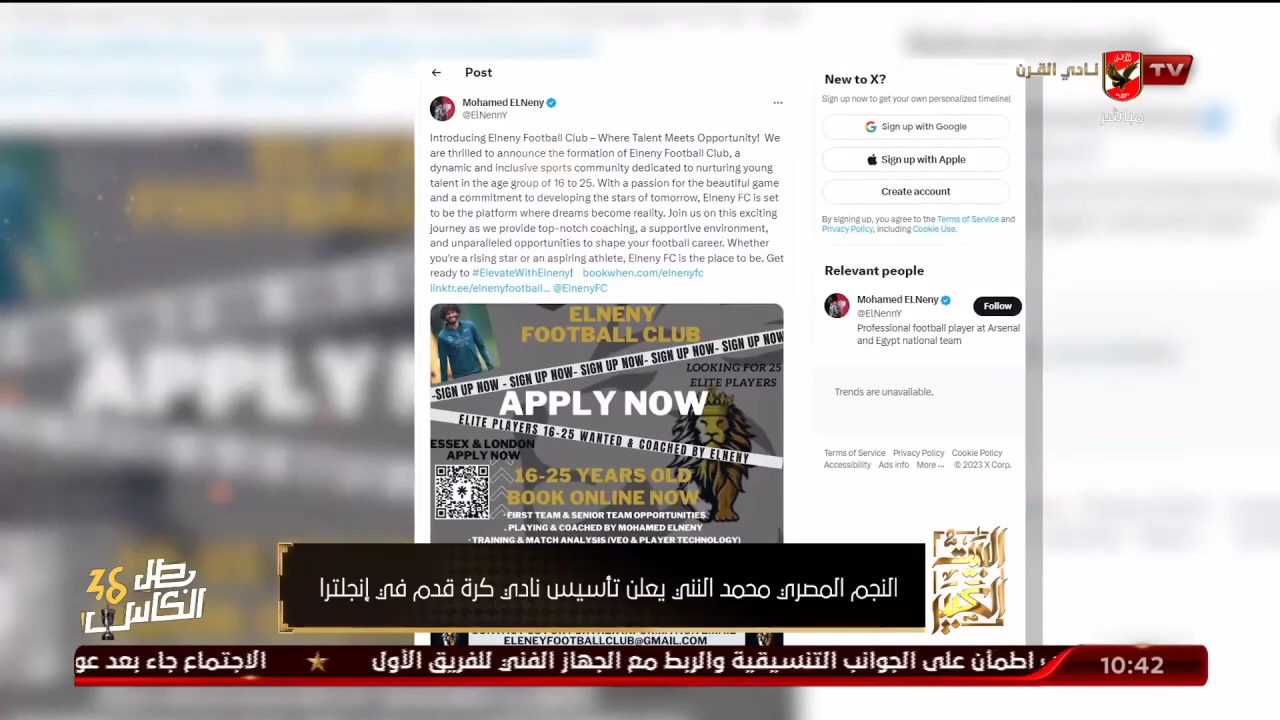 Post
Mohamed ELNeny
@ElNennY
Introducing Elneny Football Club – Where Talent Meets Opportunity! We
are thrilled to announce the formation of Elneny Football Club, a
dynamic and inclusive sports community dedicated to nurturing young
talent in the age group of 16 to 25. With a passion for the beautiful game
and a commitment to developing the stars of tomorrow, Elneny FC is set
to be the platform where dreams become reality. Join us on this exciting
journey as we provide top-notch coaching, a supportive environment,
and unparalleled opportunities to shape your football career. Whether
you're a rising star or an aspiring athlete, Elneny FC is the place to be. Get
ready to #ElevateWithElneny! bookwhen.com/elnenyfc
linktr.ee/elnenyfootball... @ElnenyFC
ELNENY
FOOTBALL CLUB
-SIGN UP NOW - SIGN UP NOW- SIGN UP NOW- SIGN UP NOW
LOOKING FOR 25
ELITE PLAYERS
APPLY NOW
ELITE PLAYERS 16-25 WANTED & COACHED BY ELNENY
ESSEX & LONDON
APPLY NOW
16-25 YEARS OLD
BOOK ONLINE NOW
· FIRST TEAM & SENIOR TEAM OPPORTUNITIES
. PLAYING & COACHED BY MOHAMED ELNENY
· TRAINING & MATCH ANALYSIS (VEO & PLAYER TECHNOLOGY)
ELENEYFOOTBALLCLUB@GMAIL.COM
New to X?
Sign up now to get your own personalized timeline!
Sign up with Google
Sign up with Apple
Create account
By signing up, you agree to the Terms of Service and
Privacy Policy, including Cookie Use.
Relevant people
Mohamed ELNeny
@ElNennY
Follow
Professional football player at Arsenal
and Egypt national team
Trends are unavailable.
Terms of Service Privacy Policy Cookie Policy
Accessibility Ads info More ··· © 2023 X Corp.
نادي القرن
TV
مباشر
APPLY
النجم المصري محمد النني يعلن تأسيس نادي كرة قدم في إنجلترا
البيت الكبير
بطل الكاس
10:42
اطمأن على الجوانب التنسيقية والربط مع الجهاز الفني للفريق الأول
الاجتماع جاء بعد